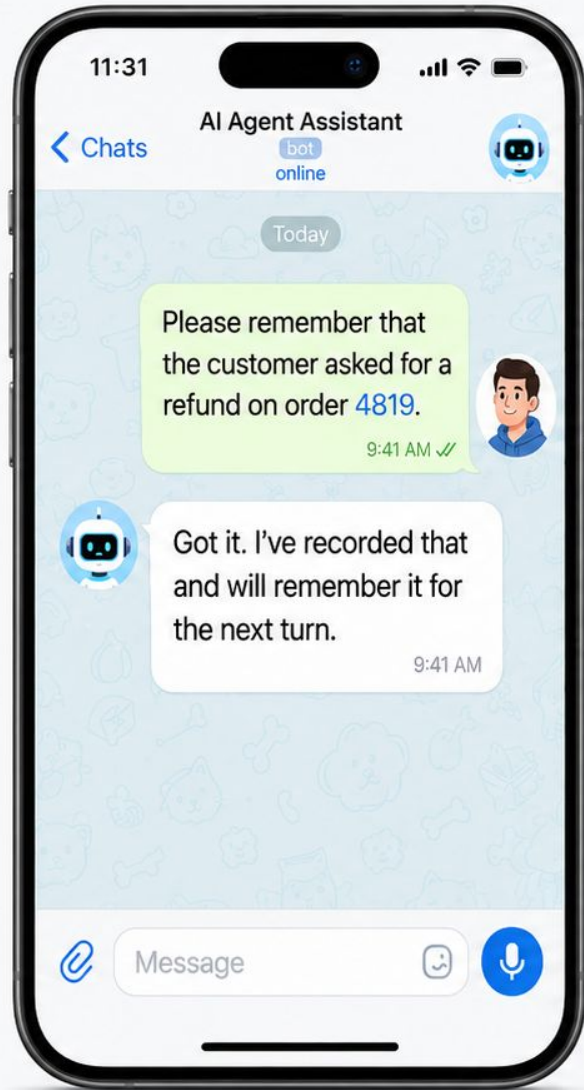 11:31
AI Agent Assistant
Chats
bot
online
Today
Please remember that
the customer asked for a
refund on order 4819.
9:41 AM
Got it. I've recorded that
and will remember it for
the next turn.
9:41 AM
Message